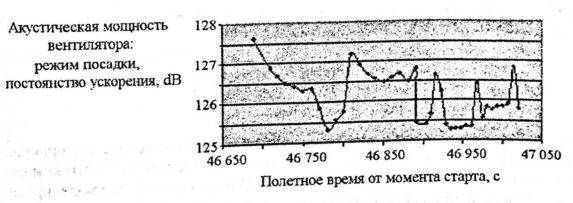 Акустическая мощность
вентилятора:
режим посадки,
постоянство ускорения, dB
128
127
126
125
46 650 46 750 46 850 46 950 47 050
Полетное время от момента старта, с